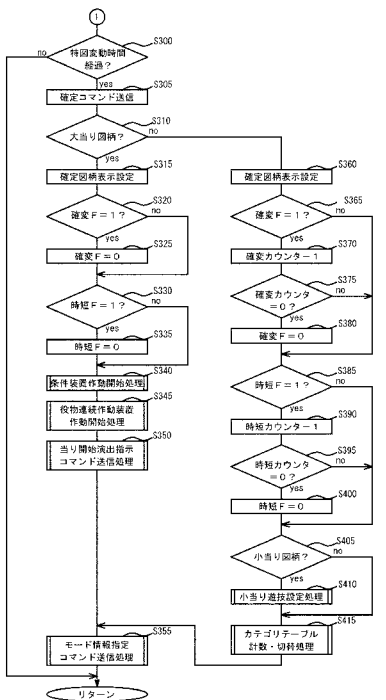 1
S300
特図変動時間
経過？
no
yes
S305
確定コマンド送信
S310
大当り図柄？
no
yes
S315
確定図柄表示設定
S320
確変F＝1？
no
yes
S325
確変F＝0
S330
時短F＝1？
no
yes
S335
時短F＝0
S340
条件装置作動開始処理
S345
役物連続作動装置
作動開始処理
S350
当り開始演出指示
コマンド送信処理
S355
モード情報指定
コマンド送信処理
リターン
S360
確定図柄表示設定
S365
確変F＝1？
no
yes
S370
確変カウンター1
S375
確変カウンタ
＝0？
no
yes
S380
確変F＝0
S385
時短F＝1？
no
yes
S390
時短カウンター1
S395
時短カウンタ
＝0？
no
yes
S400
時短F＝0
S405
小当り図柄？
no
yes
S410
小当り遊技設定処理
S415
カテゴリテーブル
計数・切替処理